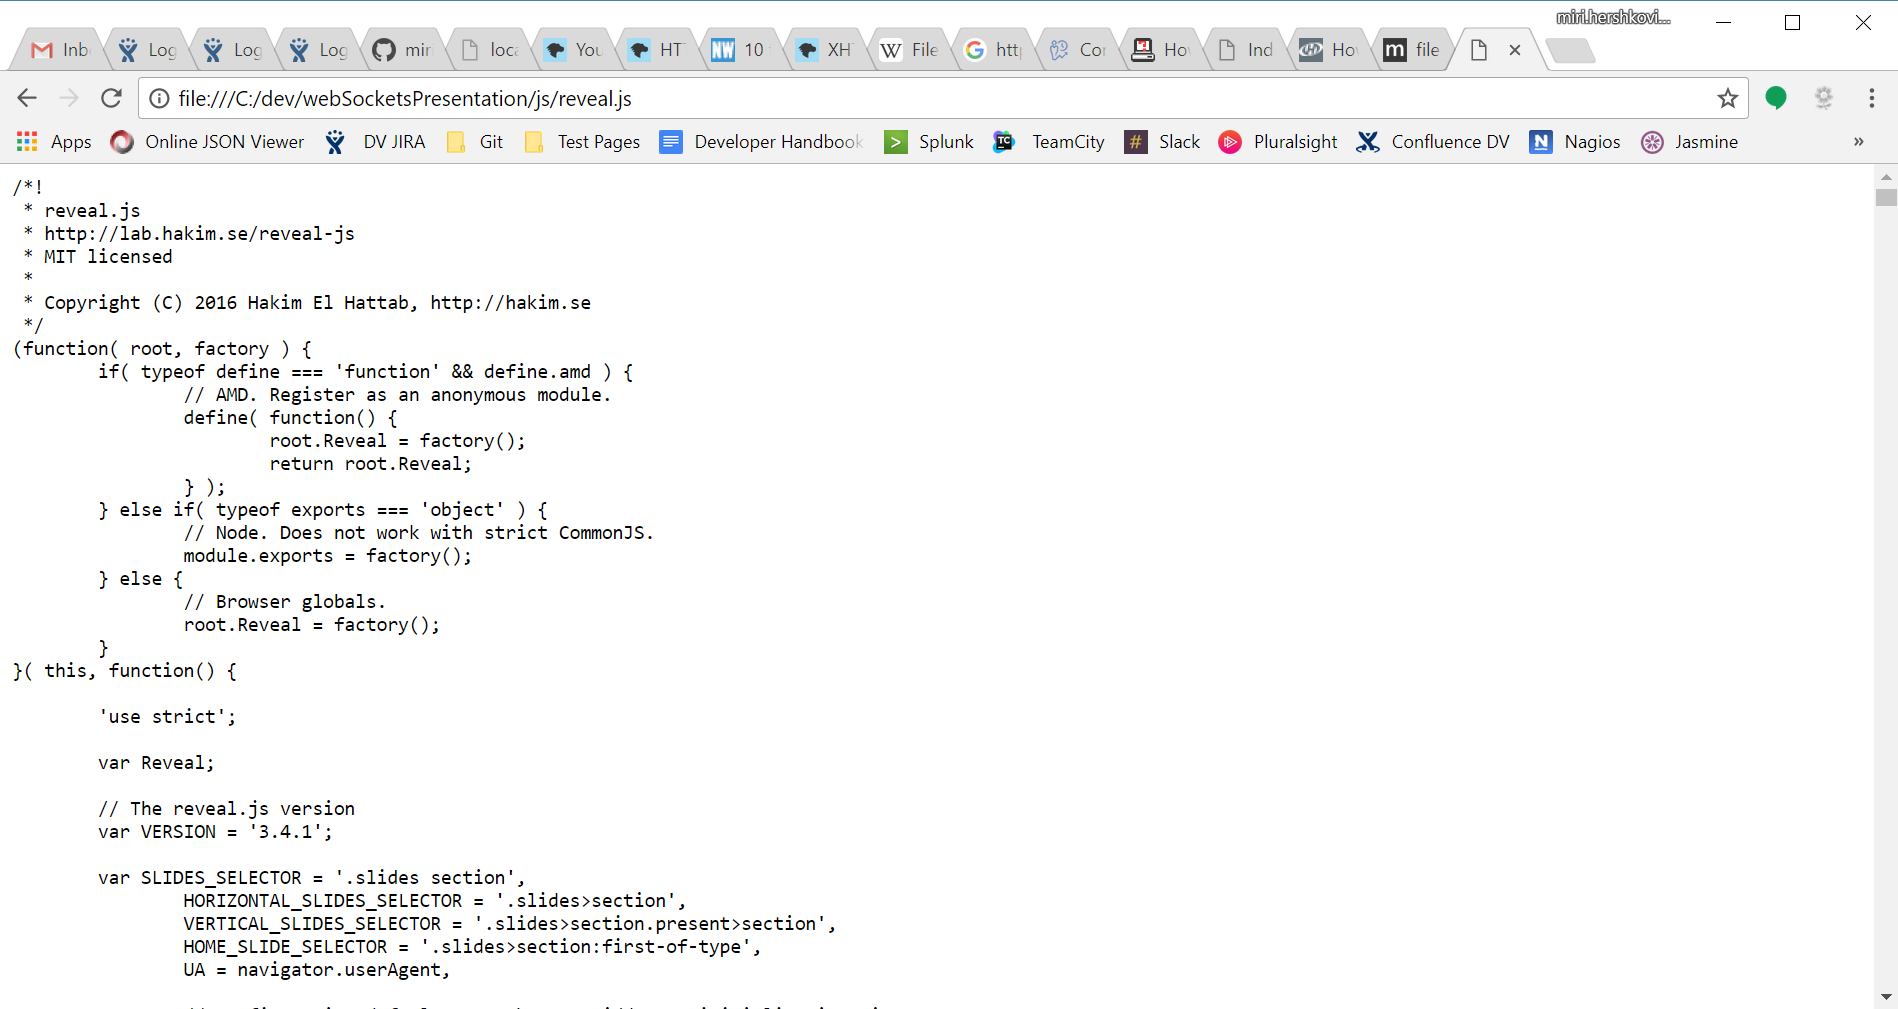 miri.hershkovi...
Inb Log Log Log mir loca You HT 10 XH File http Cor Ho Ind Ho file
file:///C:/dev/webSocketsPresentation/js/reveal.js
Apps Online JSON Viewer DV JIRA Git Test Pages Developer Handbook Splunk TeamCity Slack Pluralsight Confluence DV Nagios Jasmine »
/*!
 * reveal.js
 * http://lab.hakim.se/reveal-js
 * MIT licensed
 *
 * Copyright (C) 2016 Hakim El Hattab, http://hakim.se
 */
(function( root, factory ) {
        if( typeof define === 'function' && define.amd ) {
                // AMD. Register as an anonymous module.
                define( function() {
                        root.Reveal = factory();
                        return root.Reveal;
                } );
        } else if( typeof exports === 'object' ) {
                // Node. Does not work with strict CommonJS.
                module.exports = factory();
        } else {
                // Browser globals.
                root.Reveal = factory();
        }
}( this, function() {
        'use strict';
        var Reveal;
        // The reveal.js version
        var VERSION = '3.4.1';
        var SLIDES_SELECTOR = '.slides section',
                HORIZONTAL_SLIDES_SELECTOR = '.slides>section',
                VERTICAL_SLIDES_SELECTOR = '.slides>section.present>section',
                HOME_SLIDE_SELECTOR = '.slides>section:first-of-type',
                UA = navigator.userAgent,